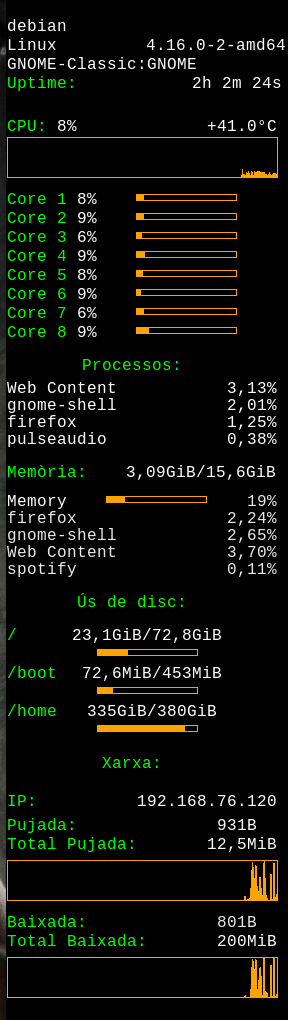 debian
Linux 4.16.0-2-amd64
GNOME-Classic:GNOME
Uptime: 2h 2m 24s
CPU: 8% +41.0°C
Core 1 8%
Core 2 9%
Core 3 6%
Core 4 9%
Core 5 8%
Core 6 9%
Core 7 6%
Core 8 9%
Processos:
Web Content 3,13%
gnome-shell 2,01%
firefox 1,25%
pulseaudio 0,38%
Memòria: 3,09GiB/15,6GiB
Memory 19%
firefox 2,24%
gnome-shell 2,65%
Web Content 3,70%
spotify 0,11%
Ús de disc:
/ 23,1GiB/72,8GiB
/boot 72,6MiB/453MiB
/home 335GiB/380GiB
Xarxa:
IP: 192.168.76.120
Pujada: 931B
Total Pujada: 12,5MiB
Baixada: 801B
Total Baixada: 200MiB